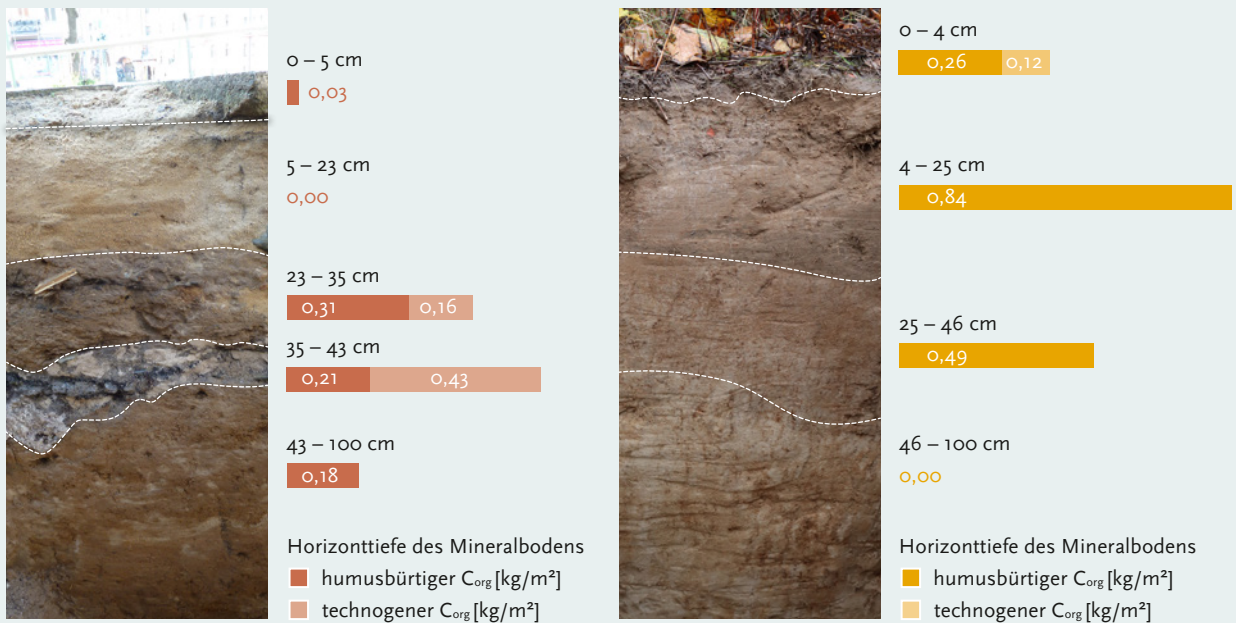 0 – 5 cm
0,03
5 – 23 cm
0,00
23 – 35 cm
0,31 0,16
35 – 43 cm
0,21 0,43
43 – 100 cm
0,18
Horizonttiefe des Mineralbodens
humusbürtiger Corg [kg/m²]
technogener Corg [kg/m²]
0 – 4 cm
0,26 0,12
4 – 25 cm
0,84
25 – 46 cm
0,49
46 – 100 cm
0,00
Horizonttiefe des Mineralbodens
humusbürtiger Corg [kg/m²]
technogener Corg [kg/m²]